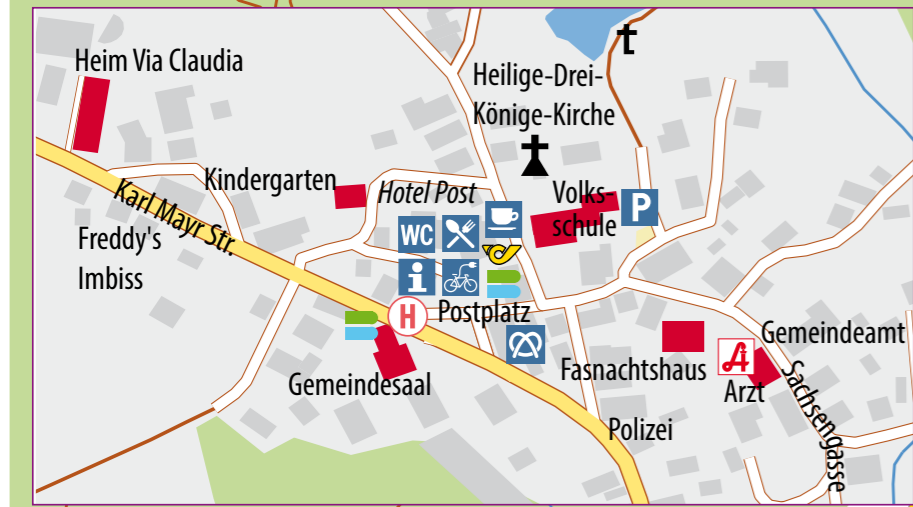 Heim Via Claudia
Heilige-Drei-
Könige-Kirche
Kindergarten
Hotel Post
Volks-
schule
P
Karl Mayr Str.
Freddy's
Imbiss
WC
i
H
Postplatz
Gemeindesaal
Fasnachtshaus
Gemeindeamt
Arzt
Sachsengasse
Polizei